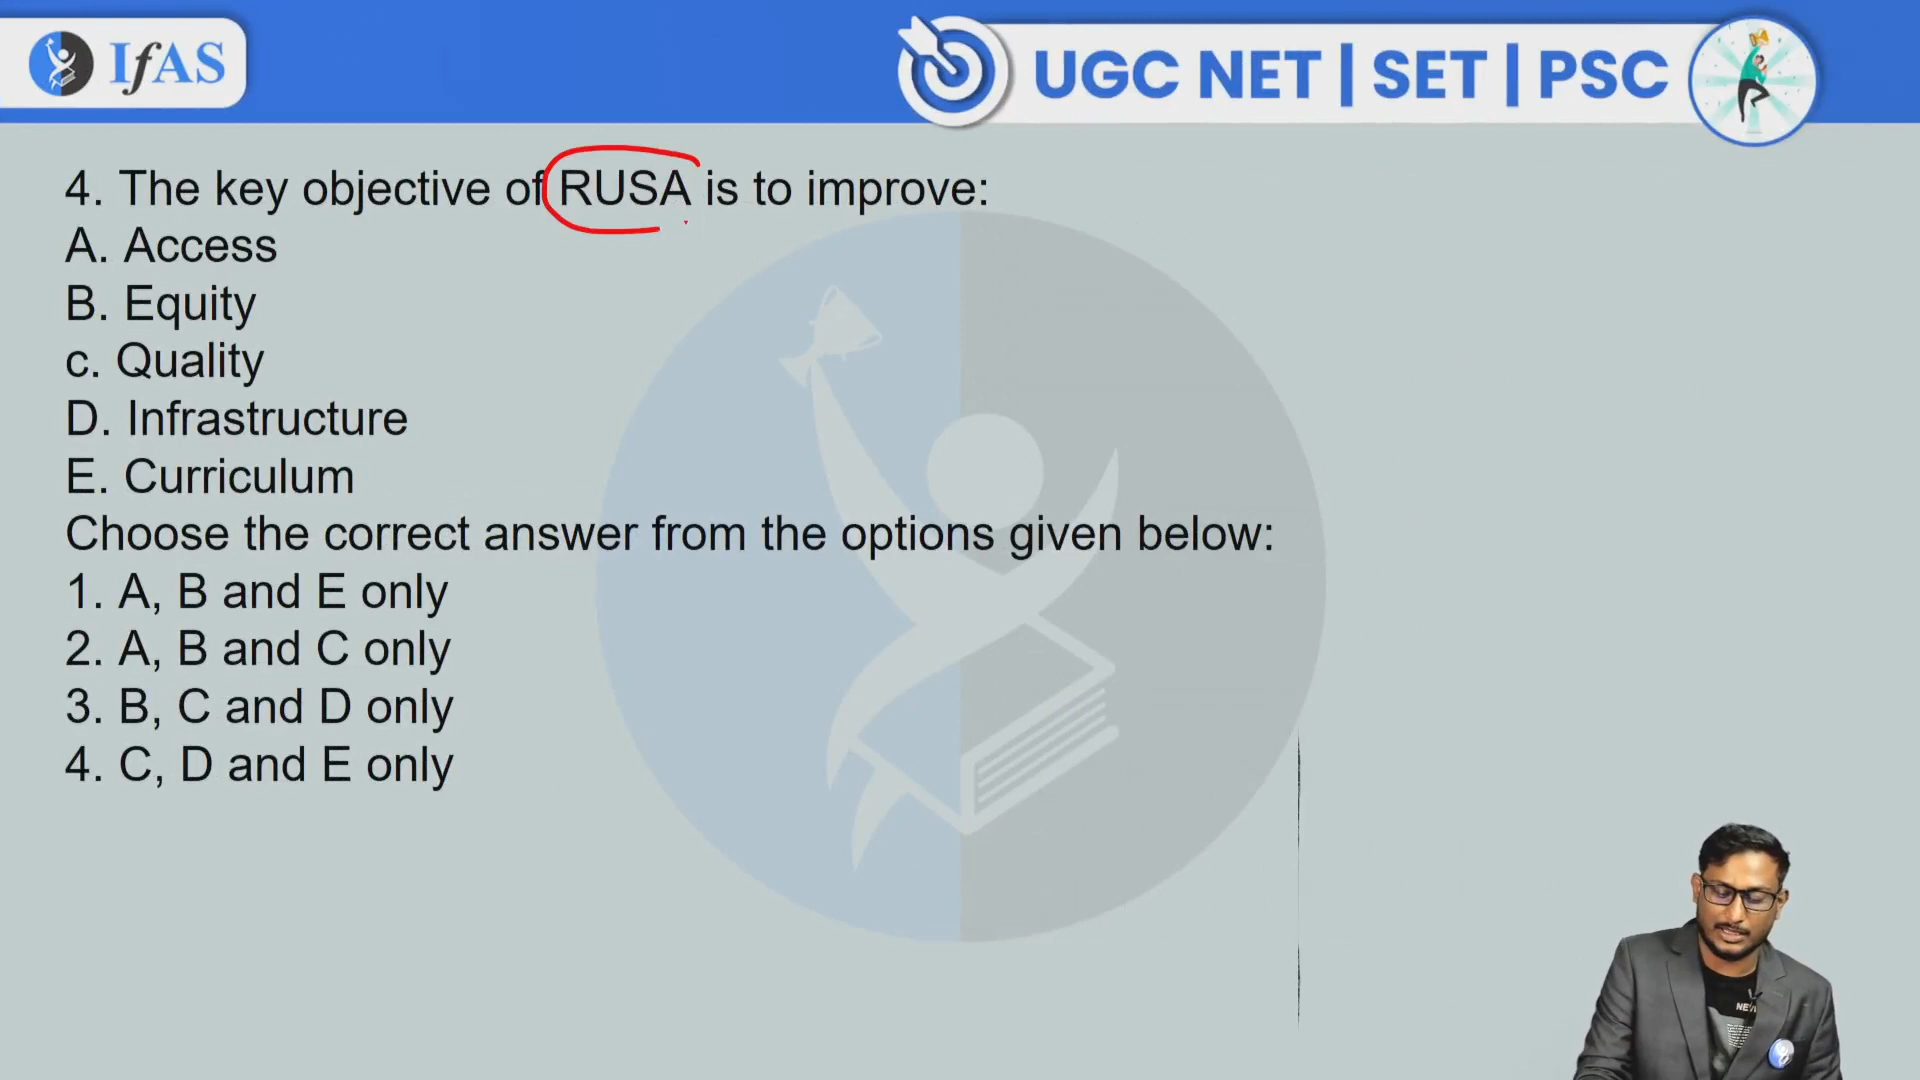 IfAS
UGC NET | SET | PSC
4. The key objective of RUSA is to improve:
A. Access
B. Equity
c. Quality
D. Infrastructure
E. Curriculum
Choose the correct answer from the options given below:
1. A, B and E only
2. A, B and C only
3. B, C and D only
4. C, D and E only